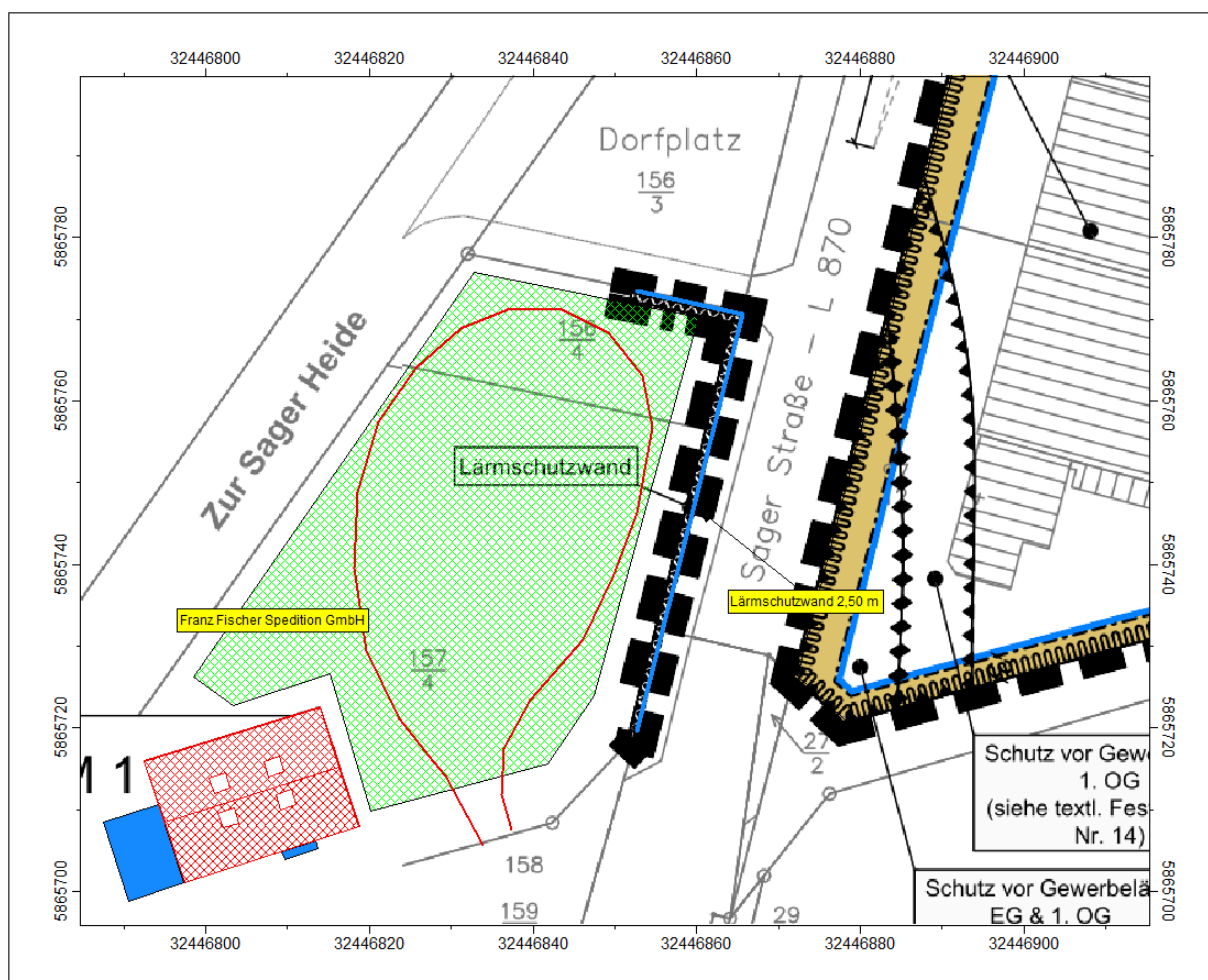 32446800 32446820 32446840 32446860 32446880 32446900
5865780
5865760
5865740
5865720
5865700
5865780
5865760
5865740
5865720
5865700
Dorfplatz
156
3
Sager Straße - L 870
Zur Sager Heide
156
4
Lärmschutzwand
Lärmschutzwand 2,50 m
Franz Fischer Spedition GmbH
157
4
27
2
M 1
Schutz vor Gewe
1. OG
(siehe textl. Fes
Nr. 14)
158
159
29
Schutz vor Gewerbelä
EG & 1. OG
32446800 32446820 32446840 32446860 32446880 32446900